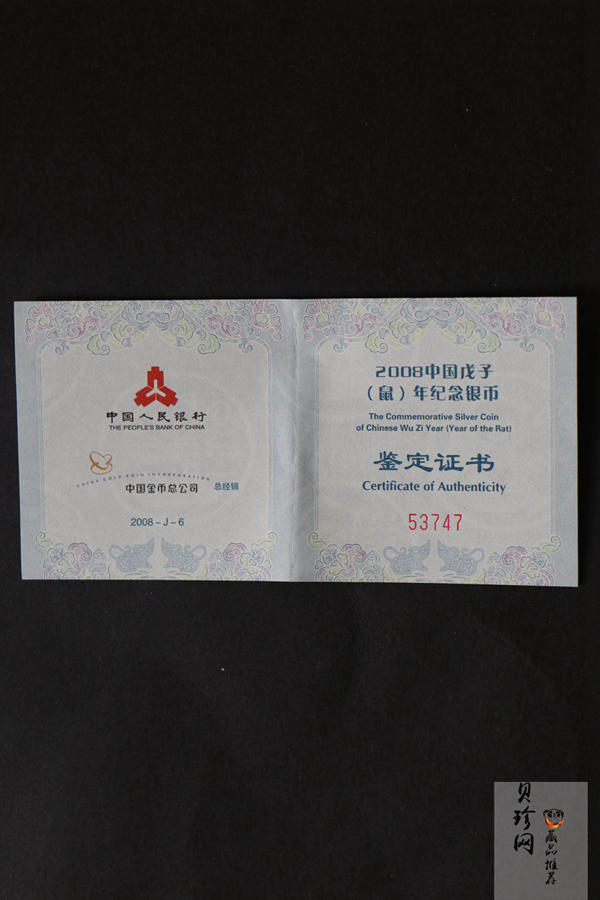 中国人民银行
THE PEOPLE'S BANK OF CHINA
CHINA GOLD COIN INCORPORATION
中国金币总公司 总经销
2008-J-6
2008中国戊子
（鼠）年纪念银币
The Commemorative Silver Coin
of Chinese Wu Zi Year (Year of the Rat)
鉴定证书
Certificate of Authenticity
53747
贝珍网
藏品推荐